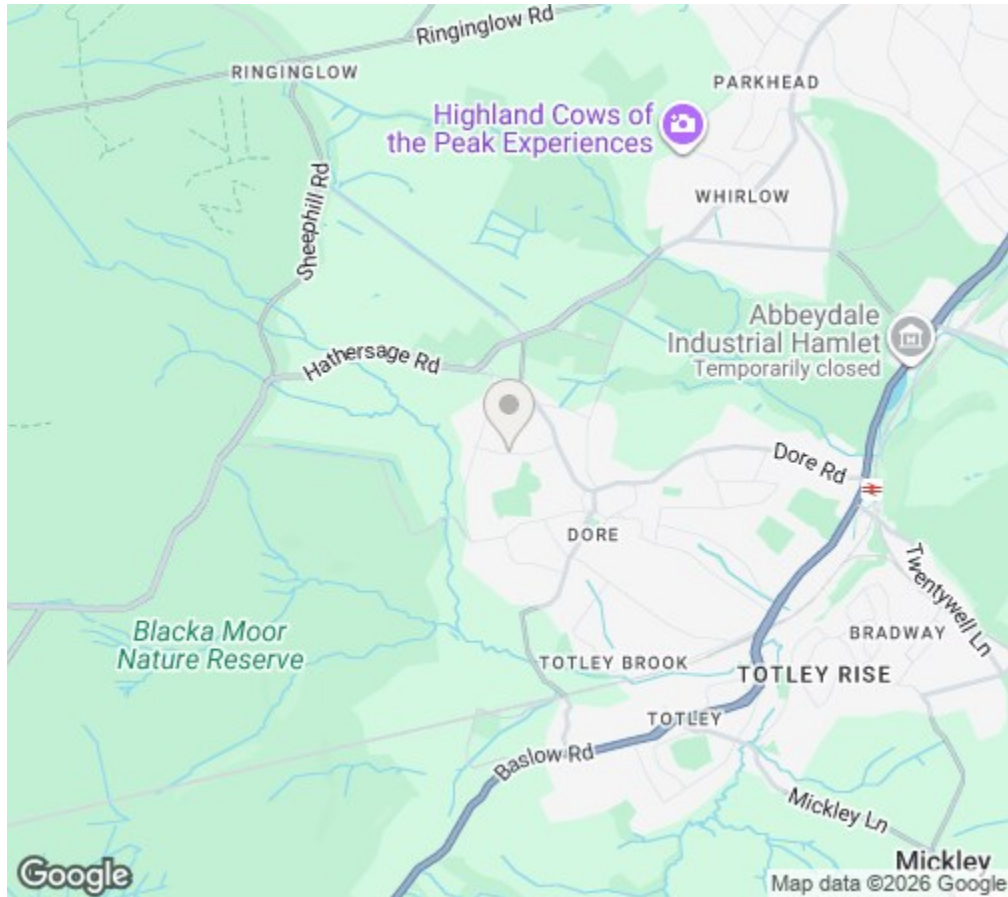 Ringinglow Rd
RINGINGLOW
PARKHEAD
Highland Cows of
the Peak Experiences
Sheephill Rd
WHIRLOW
Abbeydale
Industrial Hamlet
Temporarily closed
Hathersage Rd
Dore Rd
DORE
Twentywell Ln
Blacka Moor
Nature Reserve
BRADWAY
TOTLEY BROOK
TOTLEY RISE
TOTLEY
Baslow Rd
Mickley Ln
Mickley
Google
Map data ©2026 Google